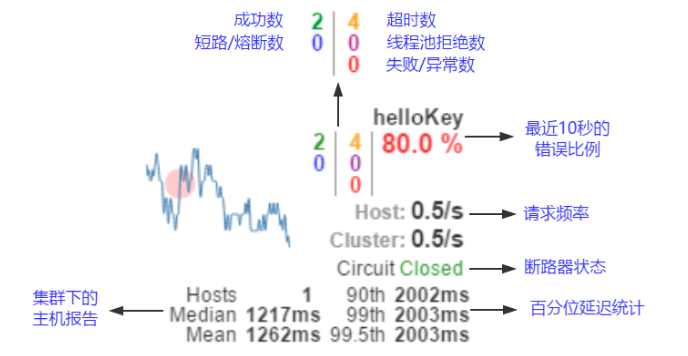 成功数 2 4 超时数
短路/熔断数 0 0 线程池拒绝数
0 失败/异常数
helloKey
2 4 80.0 %
0 0
0
最近10秒的
错误比例
Host: 0.5/s 请求频率
Cluster: 0.5/s
Circuit Closed 断路器状态
集群下的
主机报告
Hosts 1 90th 2002ms
Median 1217ms 99th 2003ms
Mean 1262ms 99.5th 2003ms
百分位延迟统计